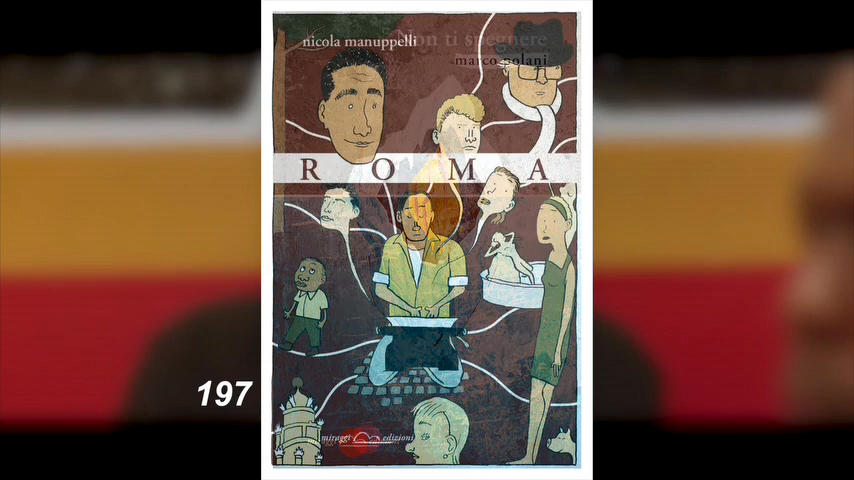 nicola manuppelli
Non ti spegnere
marco polani
R O M A
197
miraggi edizioni